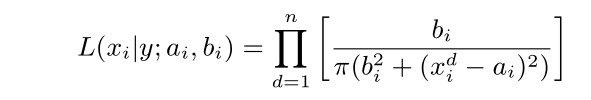 L(x_i|y; a_i, b_i) = \prod_{d=1}^{n} \left[ \frac{b_i}{\pi(b_i^2 + (x_i^d - a_i)^2)} \right]